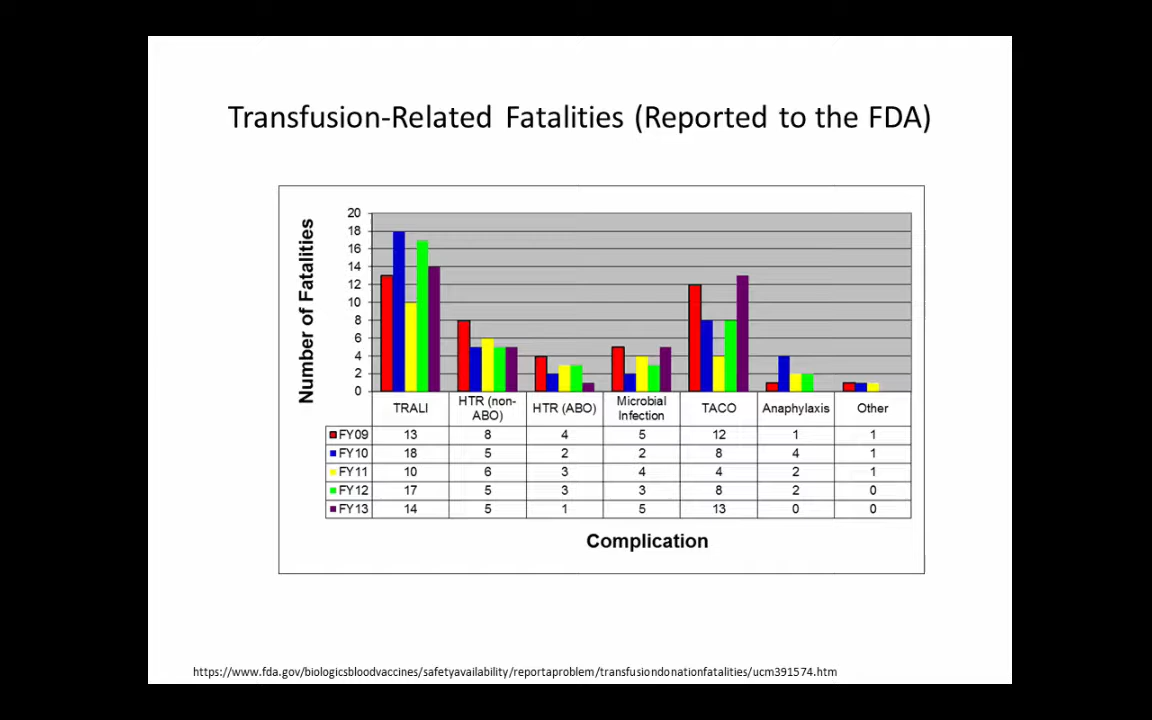 Transfusion-Related Fatalities (Reported to the FDA)
Number of Fatalities
20
18
16
14
12
10
8
6
4
2
0
TRALI HTR (non-ABO) HTR (ABO) Microbial Infection TACO Anaphylaxis Other
FY09 13 8 4 5 12 1 1
FY10 18 5 2 2 8 4 1
FY11 10 6 3 4 4 2 1
FY12 17 5 3 3 8 2 0
FY13 14 5 1 5 13 0 0
Complication
https://www.fda.gov/biologicsbloodvaccines/safetyavailability/reportaproblem/transfusiondonationfatalities/ucm391574.htm